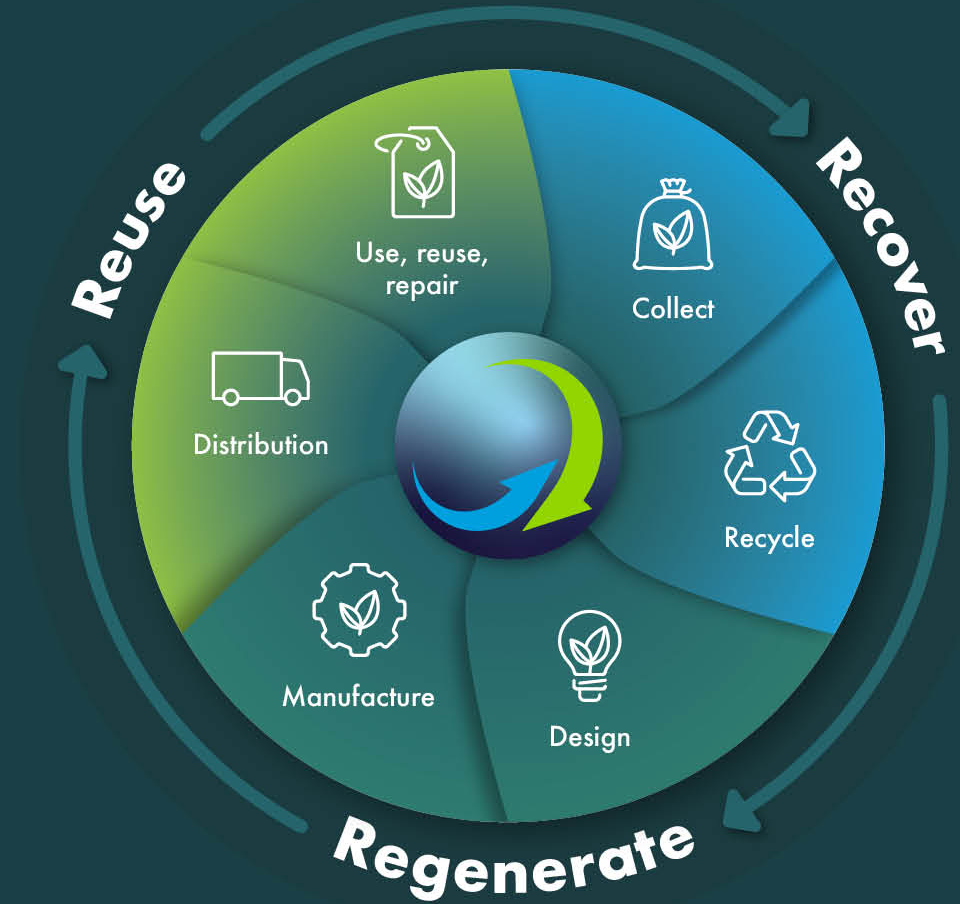 Reuse
Recover
Regenerate
Use, reuse,
repair
Collect
Distribution
Recycle
Manufacture
Design